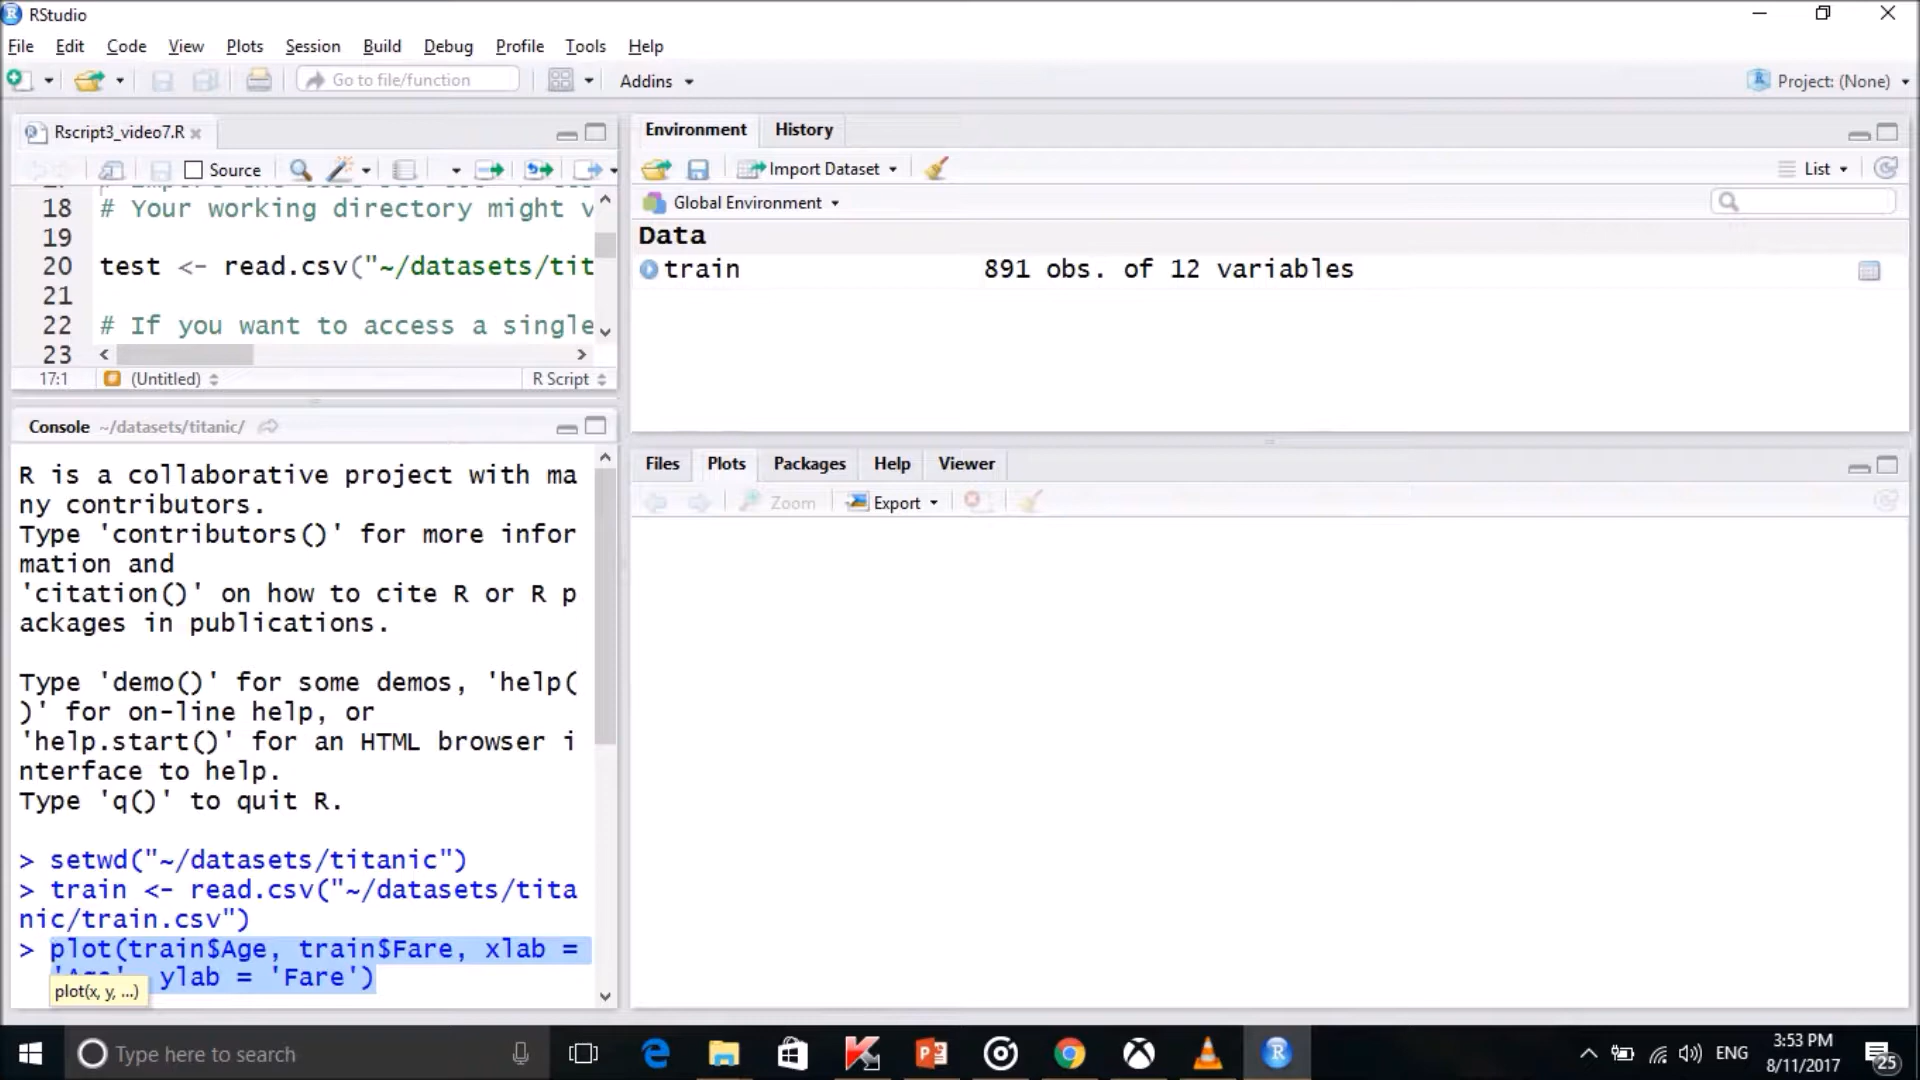 RStudio
File Edit Code View Plots Session Build Debug Profile Tools Help
Go to file/function Addins Project: (None)
Rscript3_video7.R
Source
18 # Your working directory might v
19
20 test <- read.csv("~/datasets/tit
21
22 # If you want to access a single
23
17:1 (Untitled) R Script
Environment History
Import Dataset List
Global Environment
Data
train 891 obs. of 12 variables
Console ~/datasets/titanic/
R is a collaborative project with ma
ny contributors.
Type 'contributors()' for more infor
mation and
'citation()' on how to cite R or R p
ackages in publications.
Type 'demo()' for some demos, 'help(
)' for on-line help, or
'help.start()' for an HTML browser i
nterface to help.
Type 'q()' to quit R.
> setwd("~/datasets/titanic")
> train <- read.csv("~/datasets/tita
nic/train.csv")
> plot(train$Age, train$Fare, xlab =
ylab = 'Fare')
plot(x, y, ...)
Files Plots Packages Help Viewer
Zoom Export
Type here to search
ENG
3:53 PM
8/11/2017
25